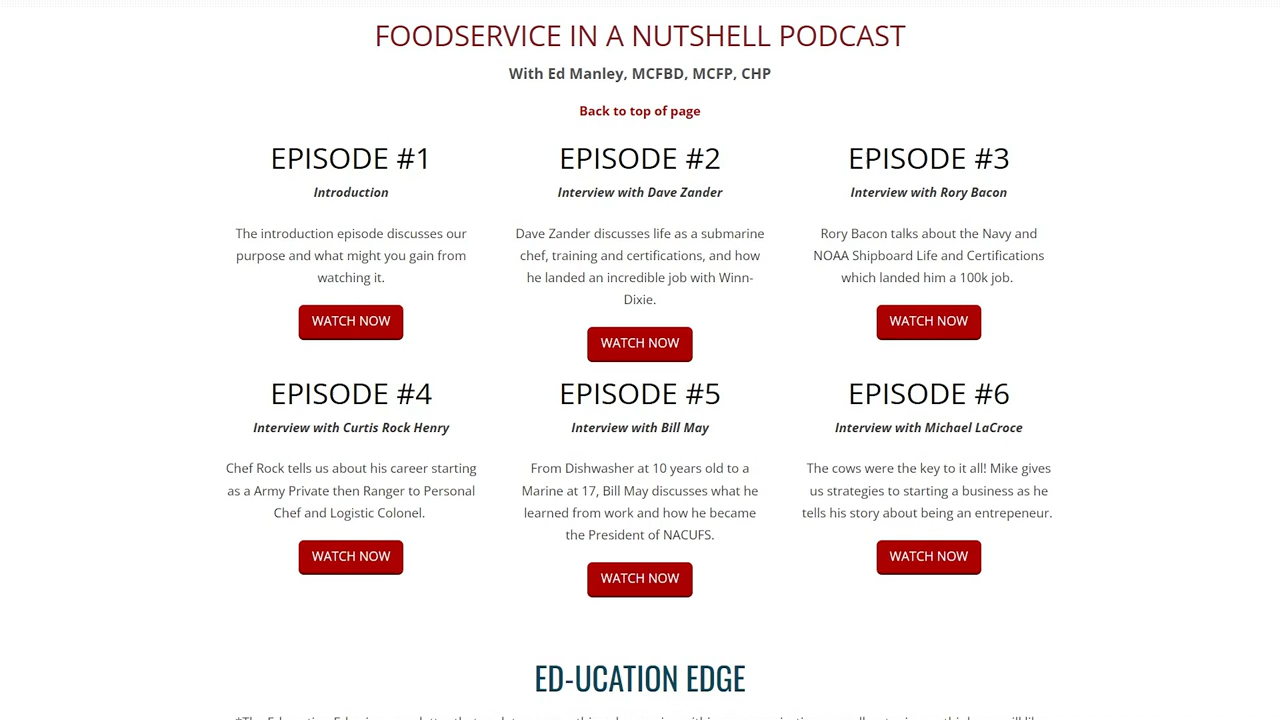 FOODSERVICE IN A NUTSHELL PODCAST
With Ed Manley, MCFBD, MCFP, CHP
Back to top of page
EPISODE #1
Introduction
The introduction episode discusses our
purpose and what might you gain from
watching it.
WATCH NOW
EPISODE #2
Interview with Dave Zander
Dave Zander discusses life as a submarine
chef, training and certifications, and how
he landed an incredible job with Winn-
Dixie.
WATCH NOW
EPISODE #3
Interview with Rory Bacon
Rory Bacon talks about the Navy and
NOAA Shipboard Life and Certifications
which landed him a 100k job.
WATCH NOW
EPISODE #4
Interview with Curtis Rock Henry
Chef Rock tells us about his career starting
as a Army Private then Ranger to Personal
Chef and Logistic Colonel.
WATCH NOW
EPISODE #5
Interview with Bill May
From Dishwasher at 10 years old to a
Marine at 17, Bill May discusses what he
learned from work and how he became
the President of NACUFS.
WATCH NOW
EPISODE #6
Interview with Michael LaCroce
The cows were the key to it all! Mike gives
us strategies to starting a business as he
tells his story about being an entrepeneur.
WATCH NOW
ED-UCATION EDGE